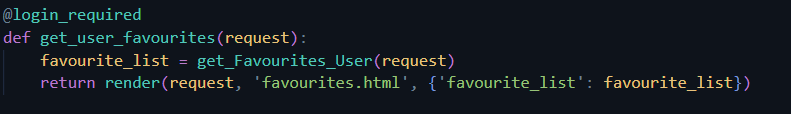 @login_required
def get_user_favourites(request):
    favourite_list = get_Favourites_User(request)
    return render(request, 'favourites.html', {'favourite_list': favourite_list})